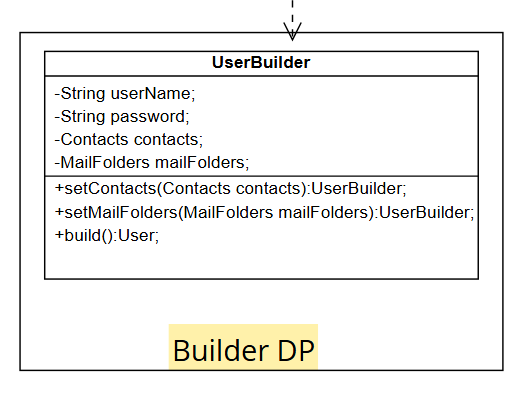 UserBuilder
-String userName;
-String password;
-Contacts contacts;
-MailFolders mailFolders;
+setContacts(Contacts contacts):UserBuilder;
+setMailFolders(MailFolders mailFolders):UserBuilder;
+build():User;
Builder DP